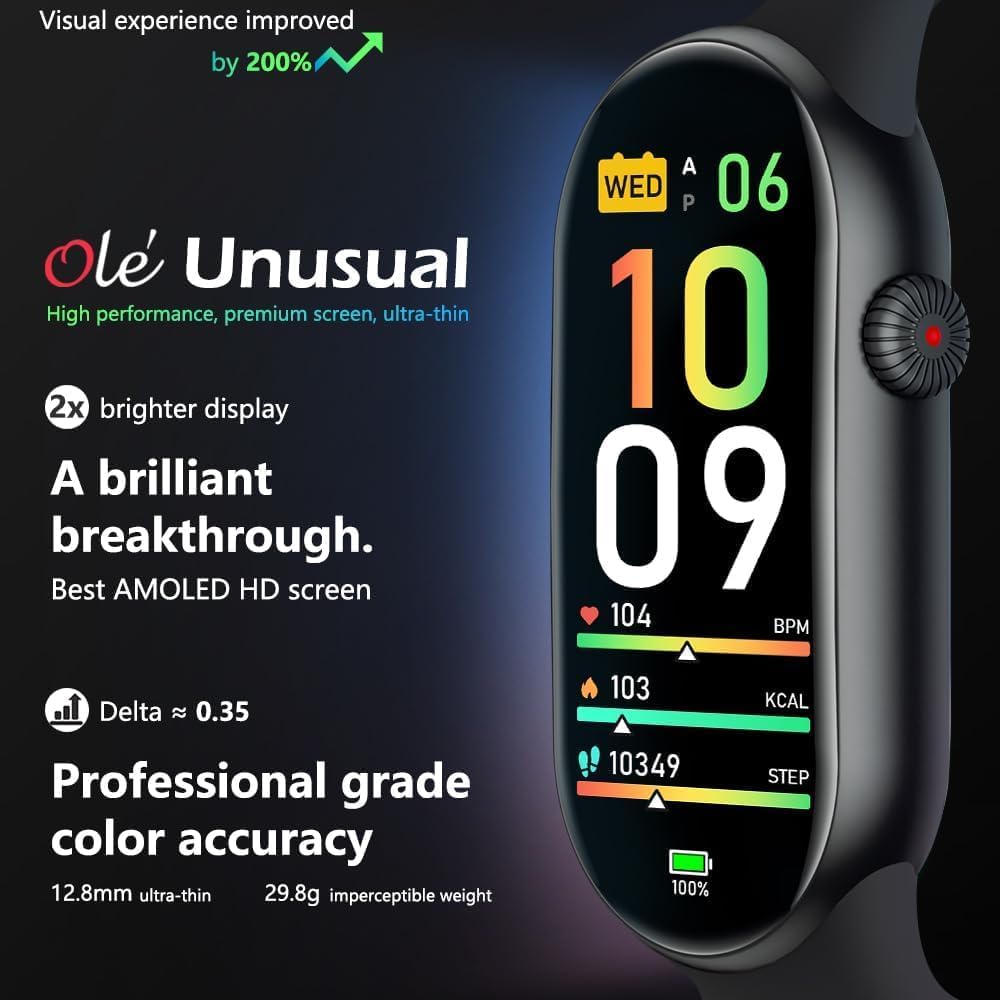 Visual experience improved
by 200%
Olé Unusual
High performance, premium screen, ultra-thin
2x brighter display
A brilliant
breakthrough.
Best AMOLED HD screen
Delta ≈ 0.35
Professional grade
color accuracy
12.8mm ultra-thin 29.8g imperceptible weight
WED A P 06
10
09
104 BPM
103 KCAL
10349 STEP
100%